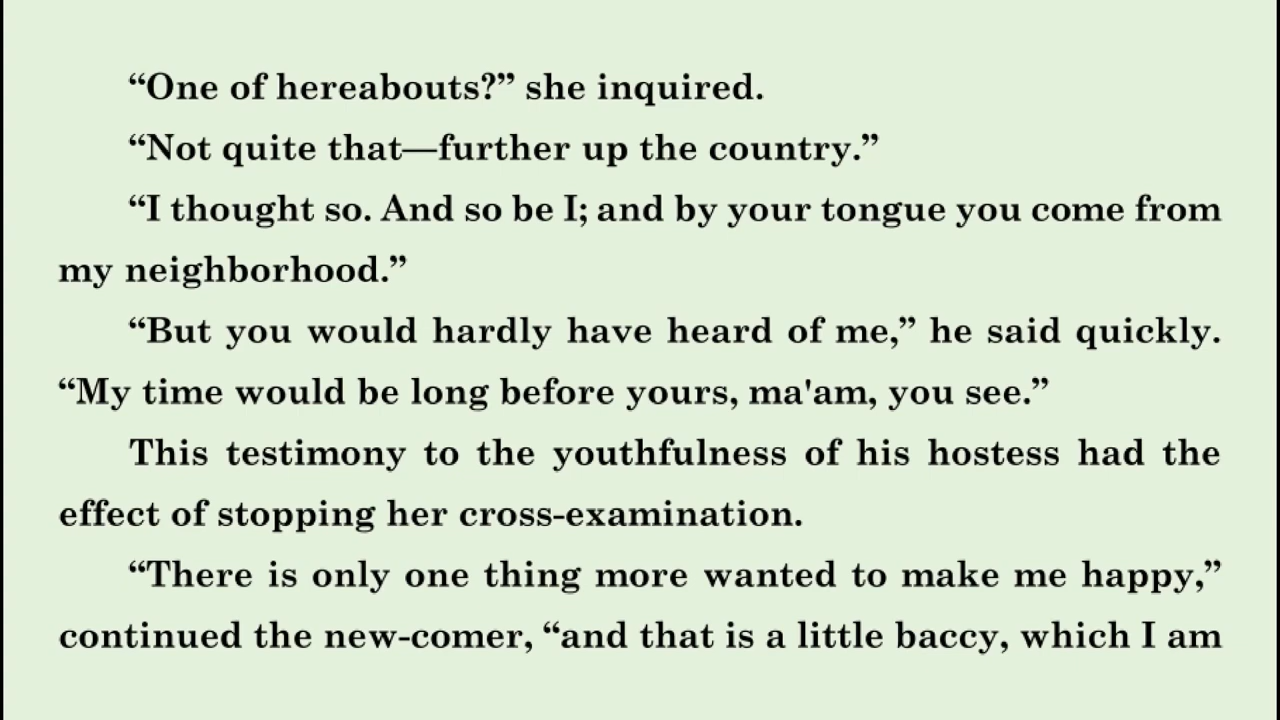 “One of hereabouts?” she inquired.
“Not quite that—further up the country.”
“I thought so. And so be I; and by your tongue you come from
my neighborhood.”
“But you would hardly have heard of me,” he said quickly.
“My time would be long before yours, ma'am, you see.”
This testimony to the youthfulness of his hostess had the
effect of stopping her cross-examination.
“There is only one thing more wanted to make me happy,”
continued the new-comer, “and that is a little baccy, which I am